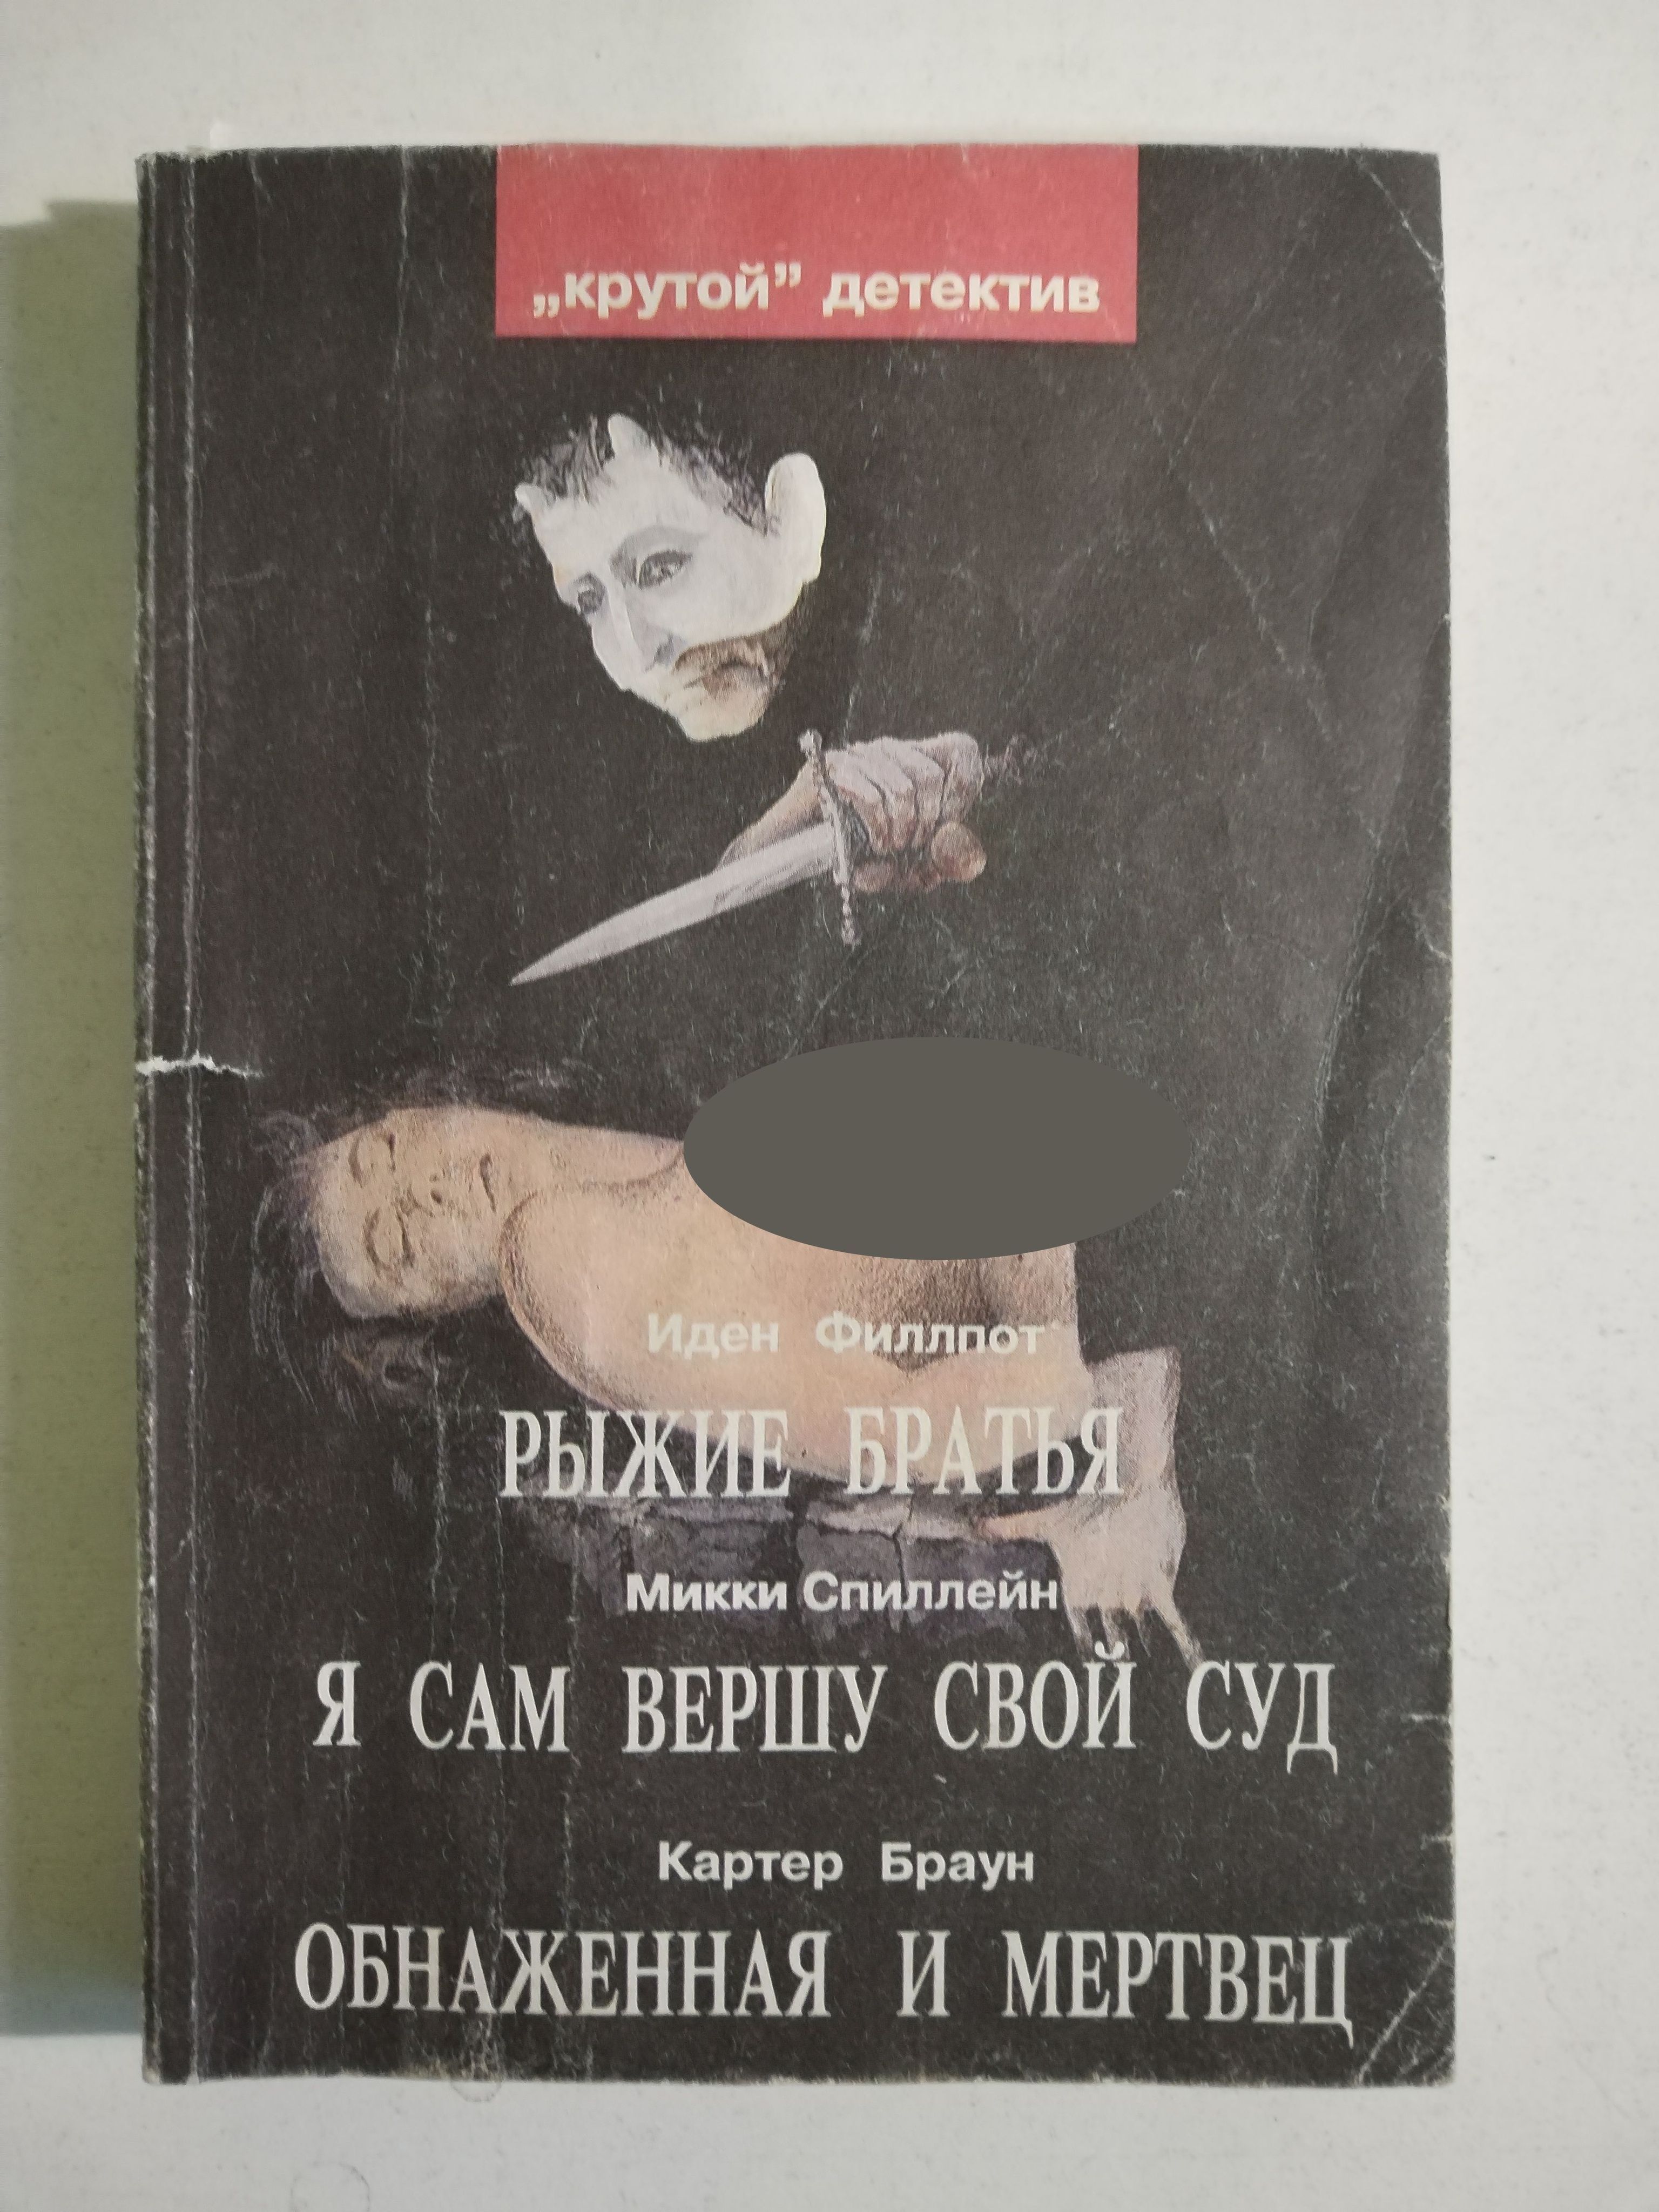 „крутой” детектив
Иден Филлпот
РЫЖИЕ БРАТЬЯ
Микки Спиллейн
Я САМ ВЕРШУ СВОЙ СУД
Картер Браун
ОБНАЖЕННАЯ И МЕРТВЕЦ